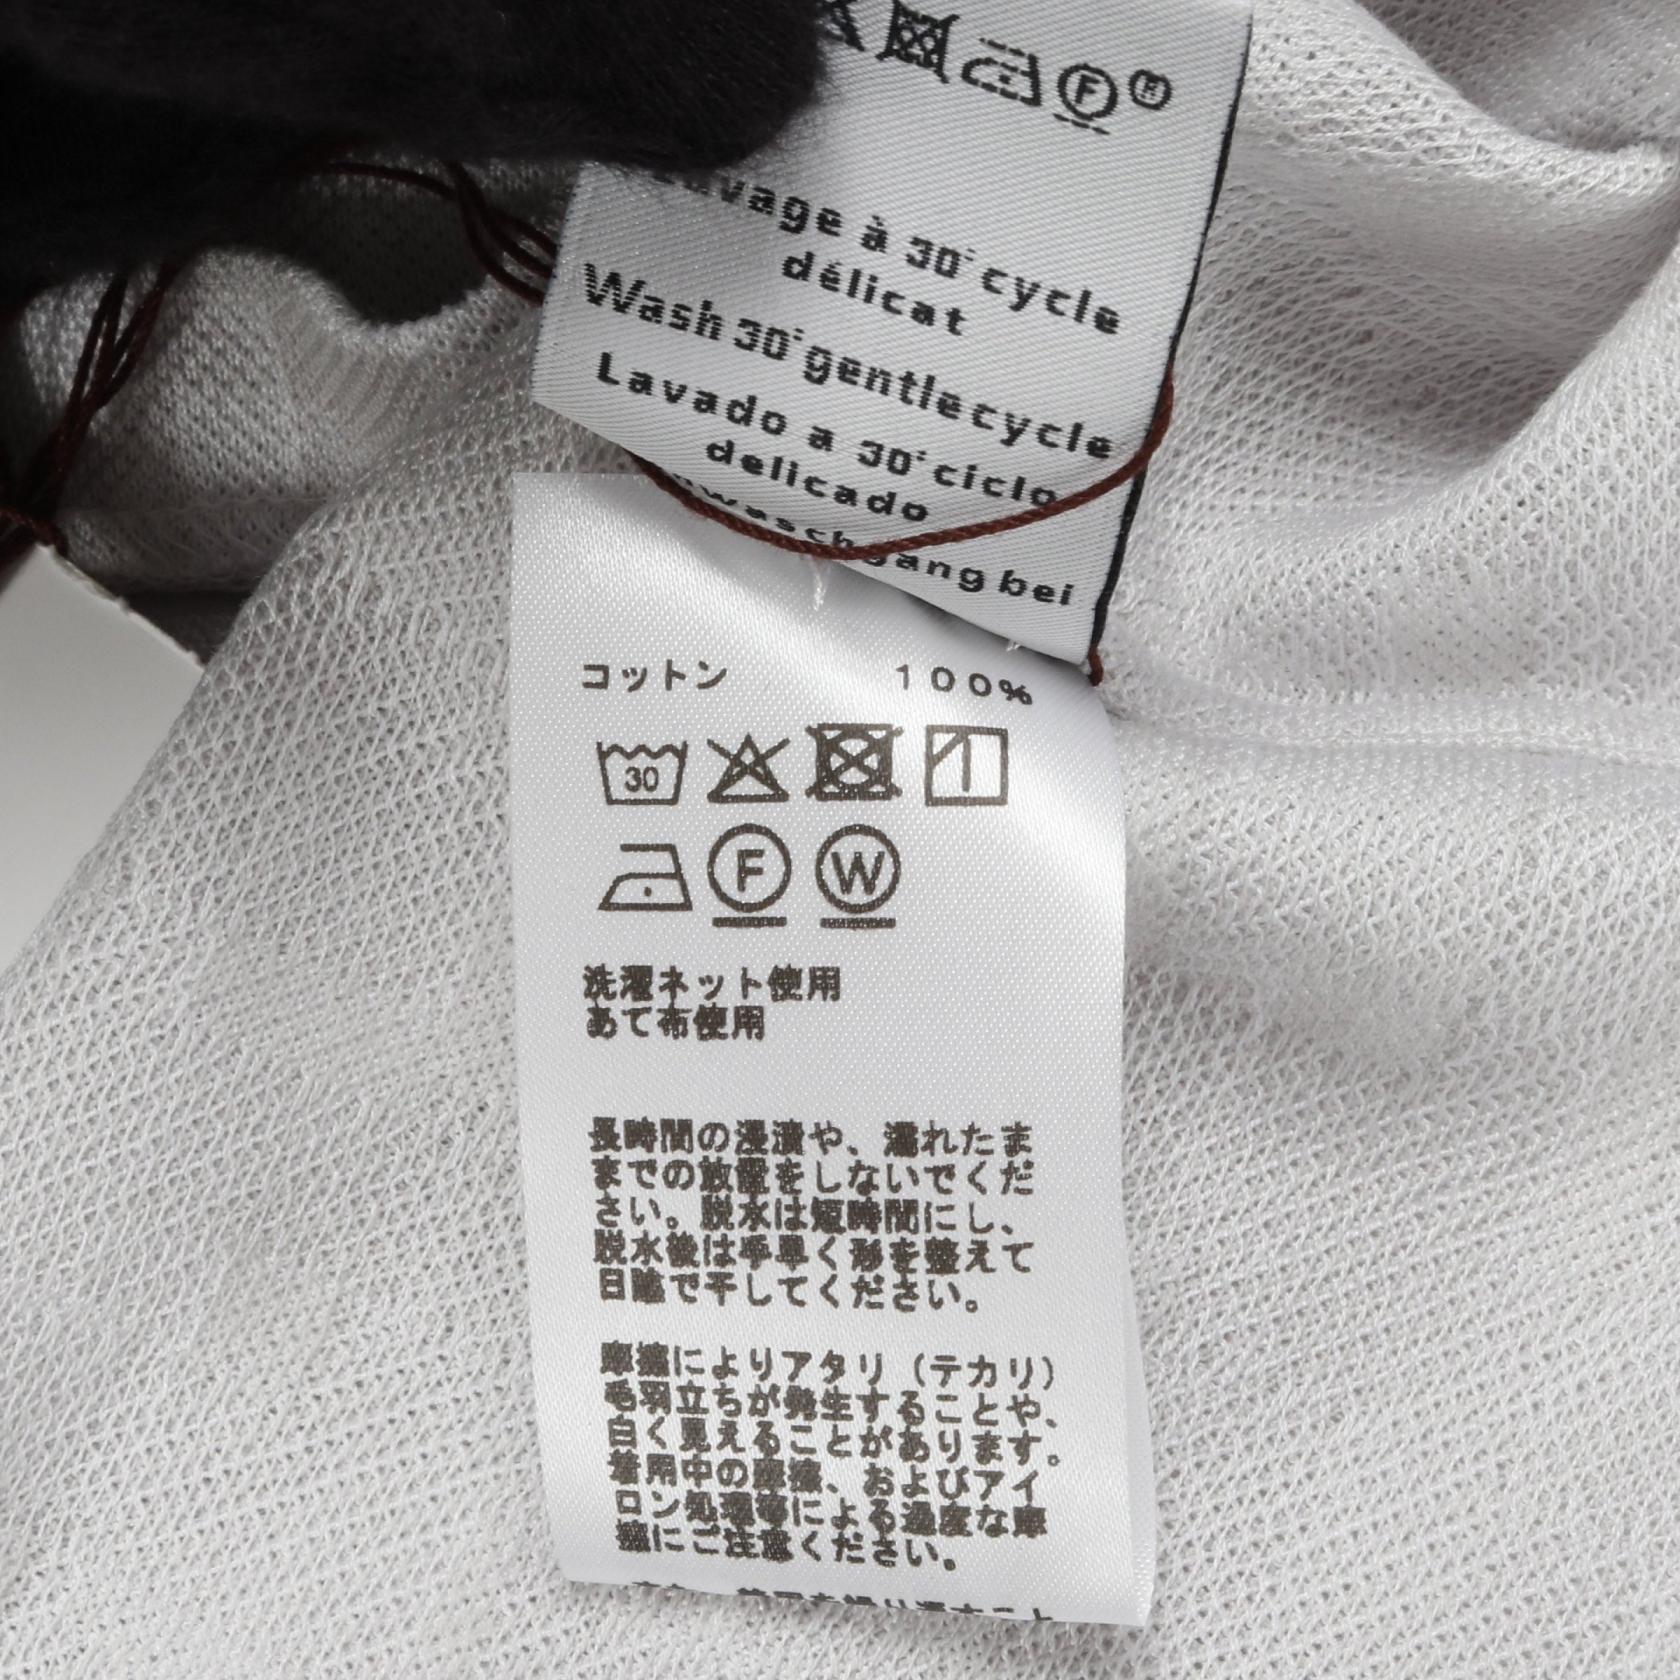 F
avage à 30° cycle
délicat
Wash 30° gentle cycle
Lavado a 30° ciclo
delicado
waschgang bei
コットン 100%
30
F W
洗濯ネット使用
あて布使用
長時間の浸漬や、濡れたま
までの放置をしないでくだ
さい。脱水は短時間にし、
脱水後は手早く形を整えて
日陰で干してください。
摩擦によりアタリ（テカリ）
毛羽立ちが発生することや、
白く見えることがあります。
着用中の摩擦、およびアイ
ロン処理等による過度な摩
擦にご注意ください。